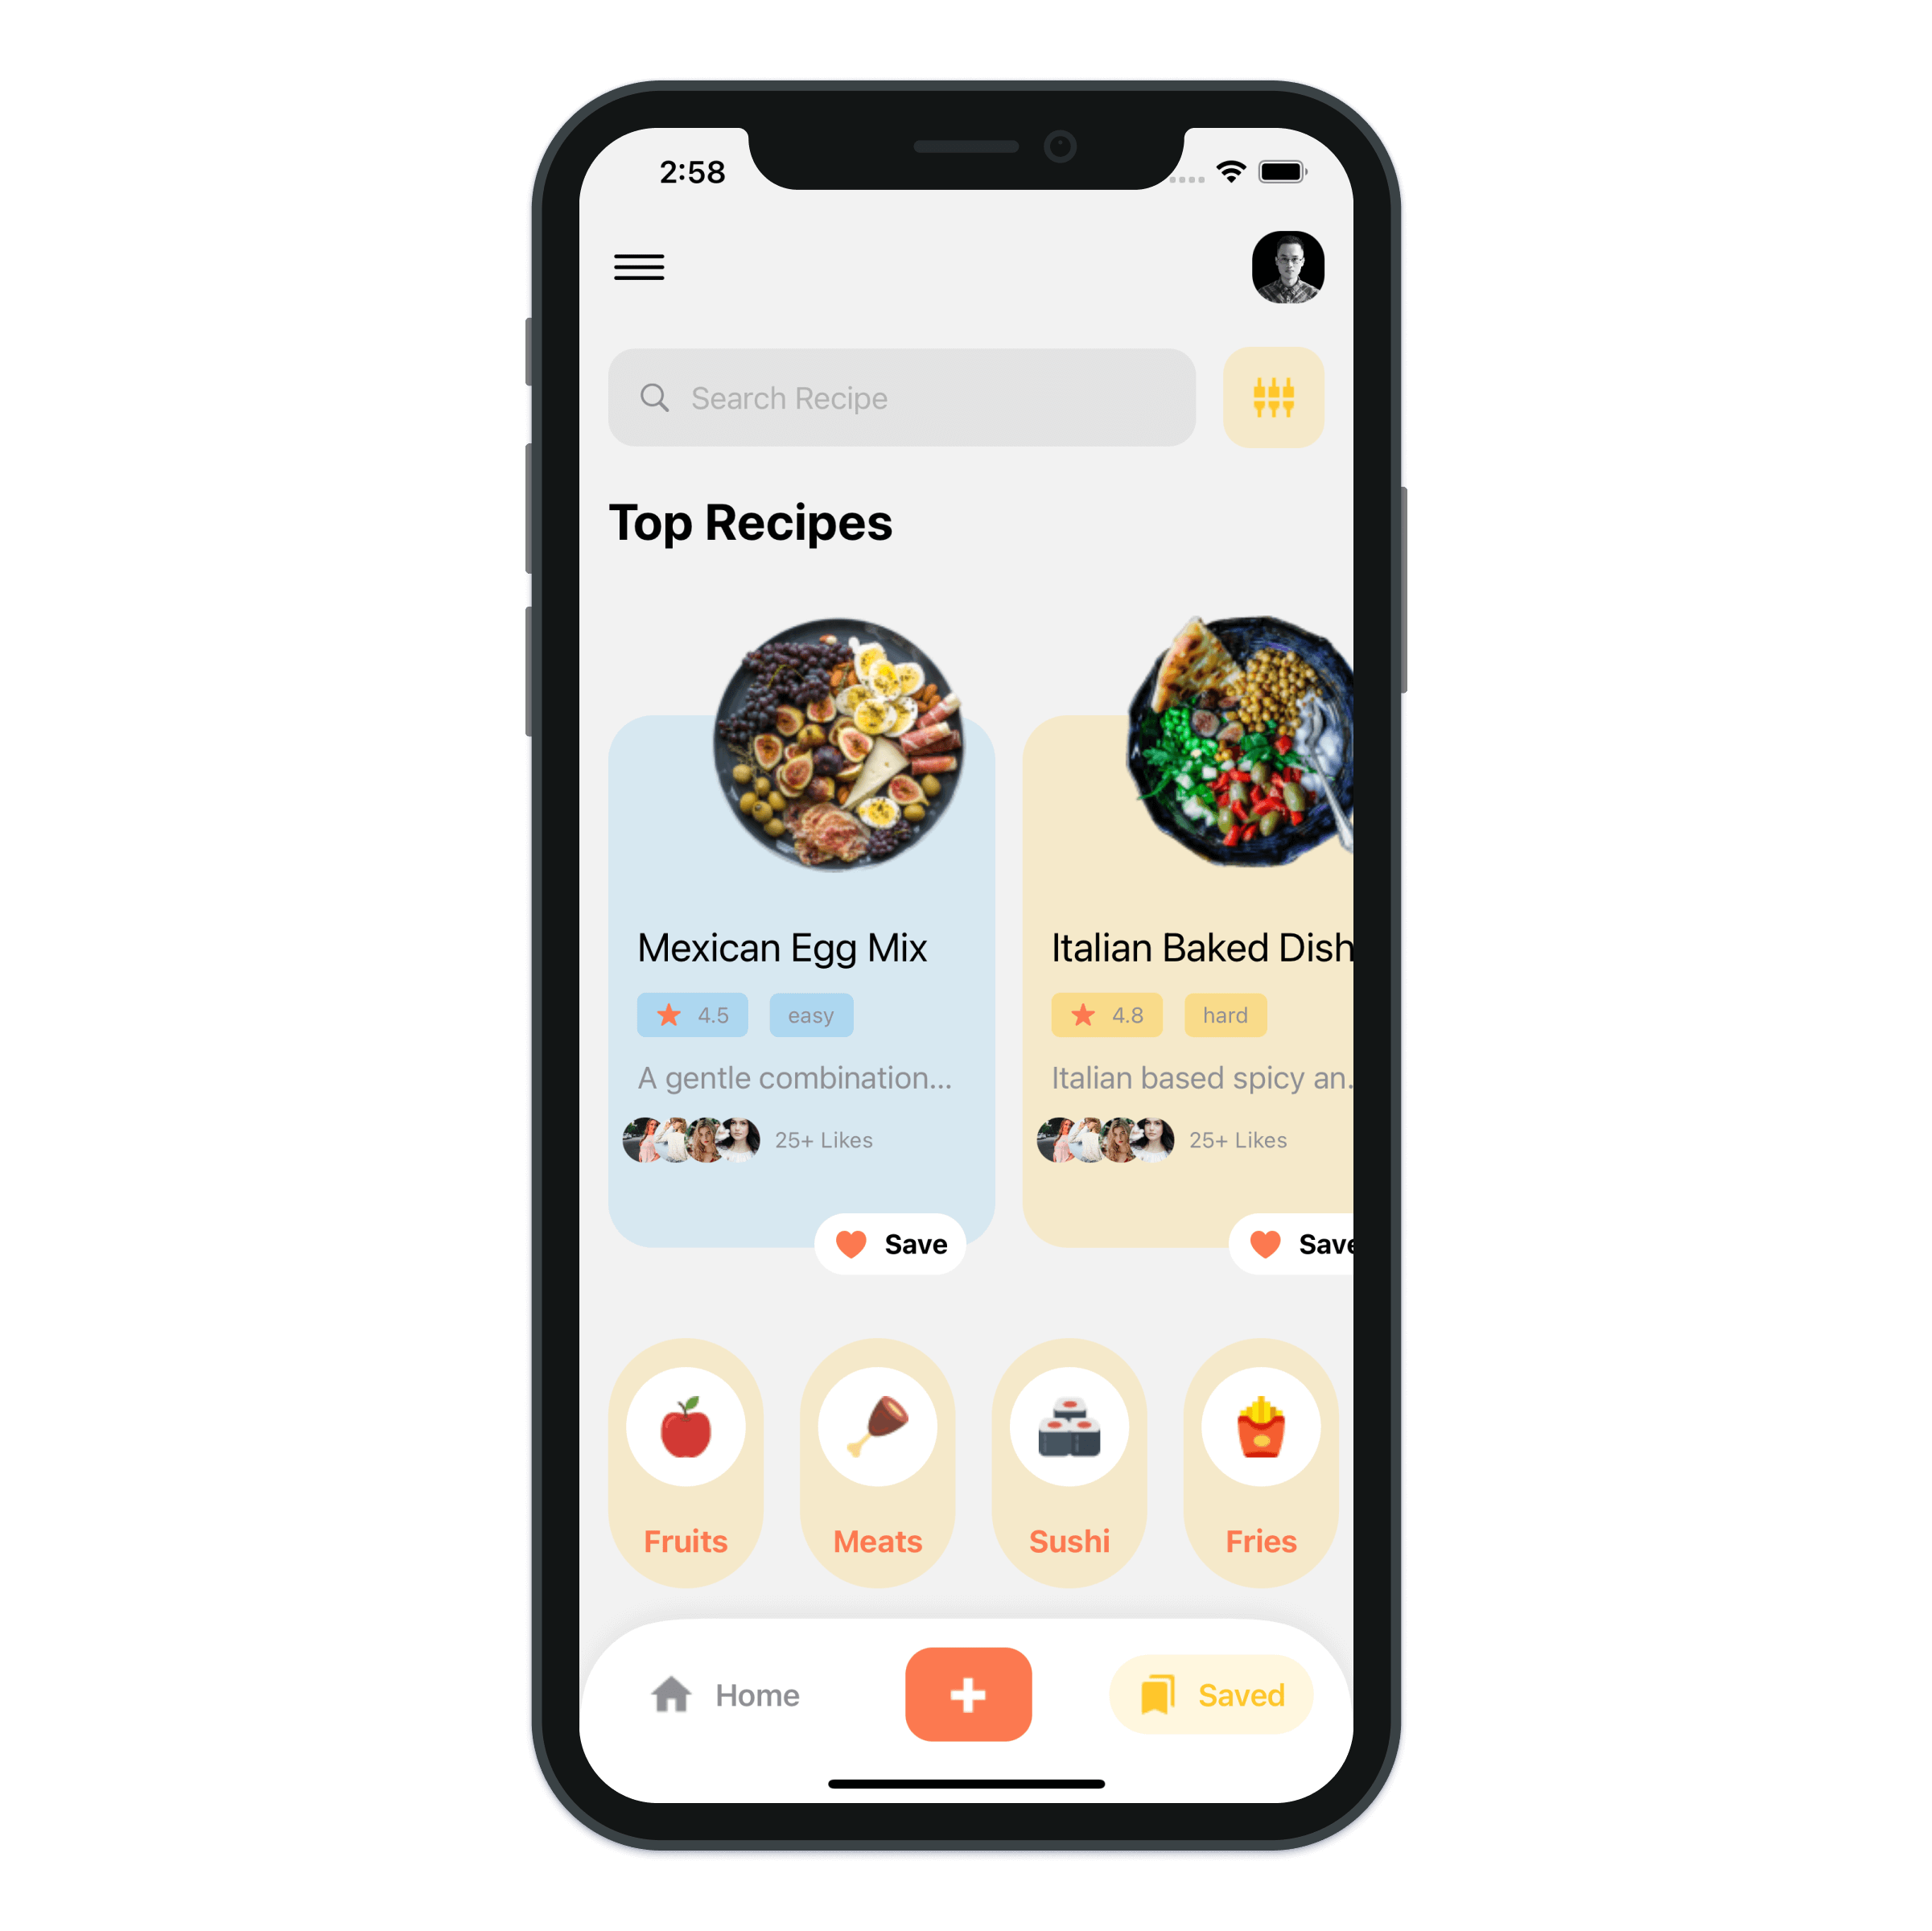 2:58
Search Recipe
Top Recipes
Mexican Egg Mix
Italian Baked Dish
4.5
easy
4.8
hard
A gentle combination...
Italian based spicy an.
25+ Likes
25+ Likes
Save
Save
Fruits
Meats
Sushi
Fries
Home
Saved